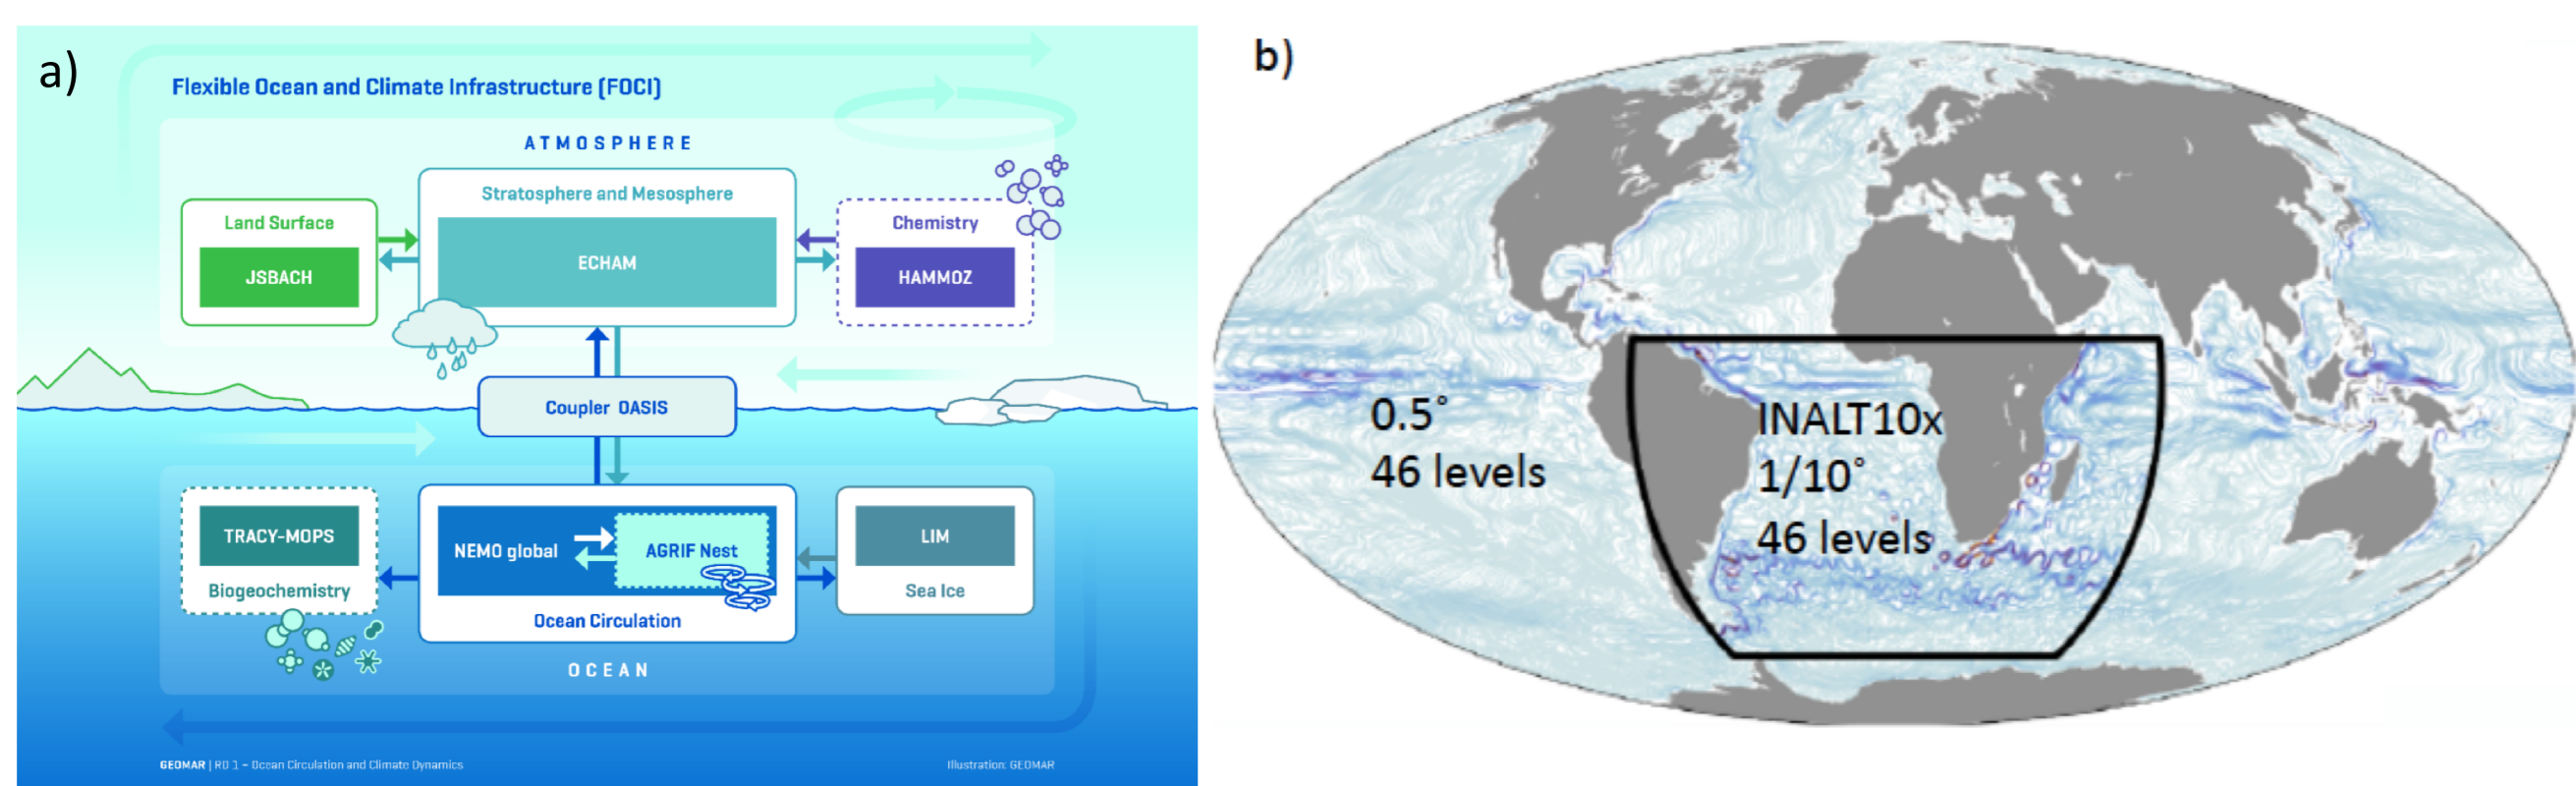 a)
Flexible Ocean and Climate Infrastructure (FOCI)
ATMOSPHERE
Stratosphere and Mesosphere
ECHAM
Land Surface
JSBACH
Chemistry
HAMMOZ
Coupler OASIS
TRACY-MOPS
Biogeochemistry
NEMO global
AGRIF Nest
Ocean Circulation
LIM
Sea Ice
OCEAN
GEOMAR | RD 1 – Ocean Circulation and Climate Dynamics
Illustration: GEOMAR
b)
0.5°
46 levels
INALT10x
1/10°
46 levels